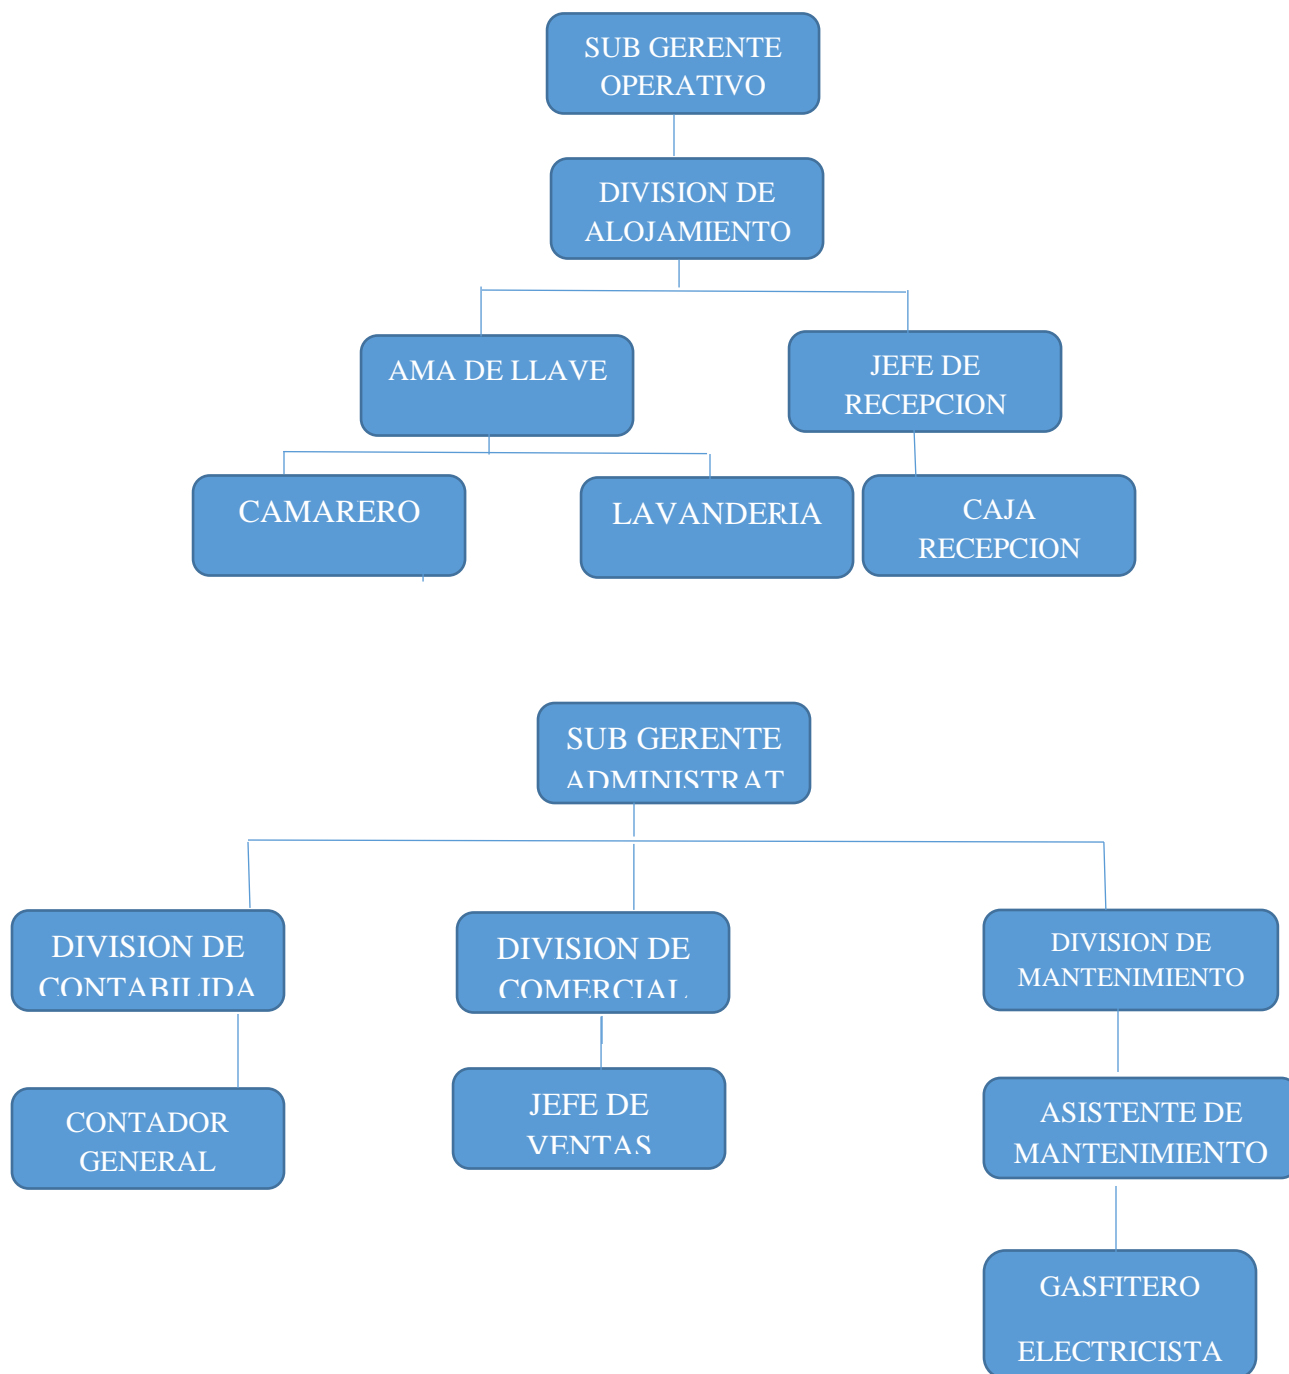 SUB GERENTE
OPERATIVO
DIVISION DE
ALOJAMIENTO
AMA DE LLAVE
JEFE DE
RECEPCION
CAMARERO
LAVANDERIA
CAJA
RECEPCION
SUB GERENTE
ADMINISTRAT
DIVISION DE
CONTABILIDA
DIVISION DE
COMERCIAL
DIVISION DE
MANTENIMIENTO
CONTADOR
GENERAL
JEFE DE
VENTAS
ASISTENTE DE
MANTENIMIENTO
GASFITERO
ELECTRICISTA